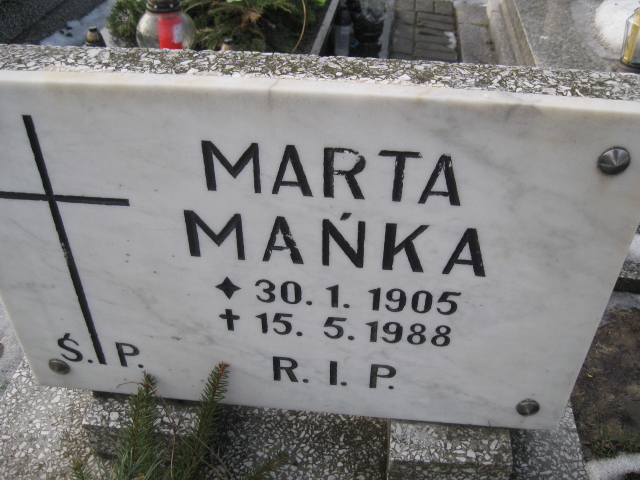 MARTA
MAŃKA
✦ 30. 1. 1905
✝ 15. 5. 1988
Ś. P.
R. I. P.